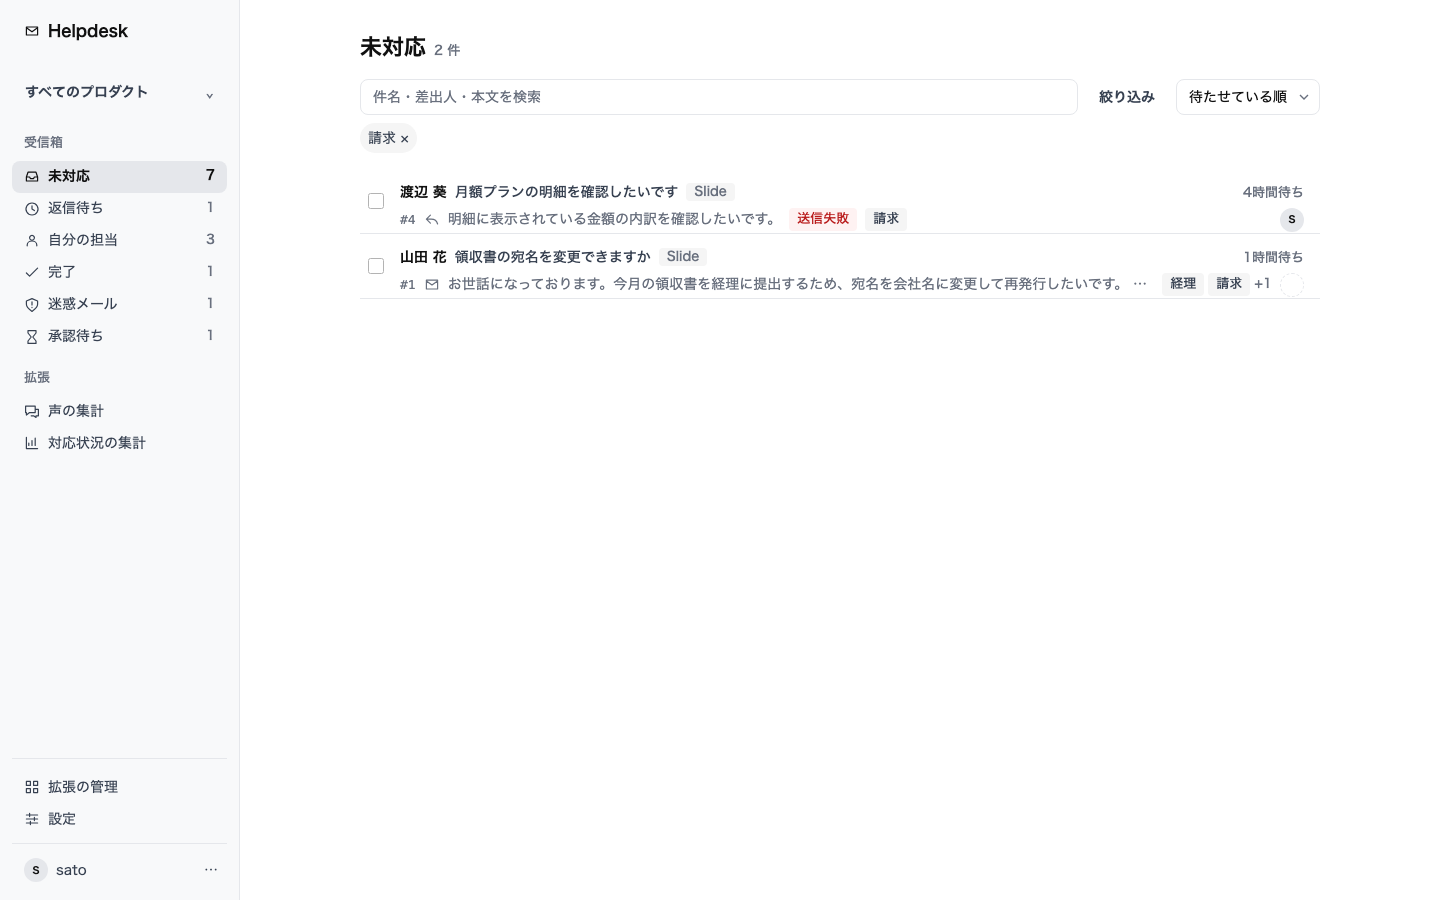 Helpdesk
すべてのプロダクト
受信箱
未対応 7
返信待ち 1
自分の担当 3
完了 1
迷惑メール 1
承認待ち 1
拡張
声の集計
対応状況の集計
拡張の管理
設定
S sato …
未対応 2 件
件名・差出人・本文を検索 絞り込み 待たせている順
請求 ×
渡辺 葵 月額プランの明細を確認したいです Slide 4時間待ち
#4 明細に表示されている金額の内訳を確認したいです。 送信失敗 請求 S
山田 花 領収書の宛名を変更できますか Slide 1時間待ち
#1 お世話になっております。今月の領収書を経理に提出するため、宛名を会社名に変更して再発行したいです。 … 経理 請求 +1